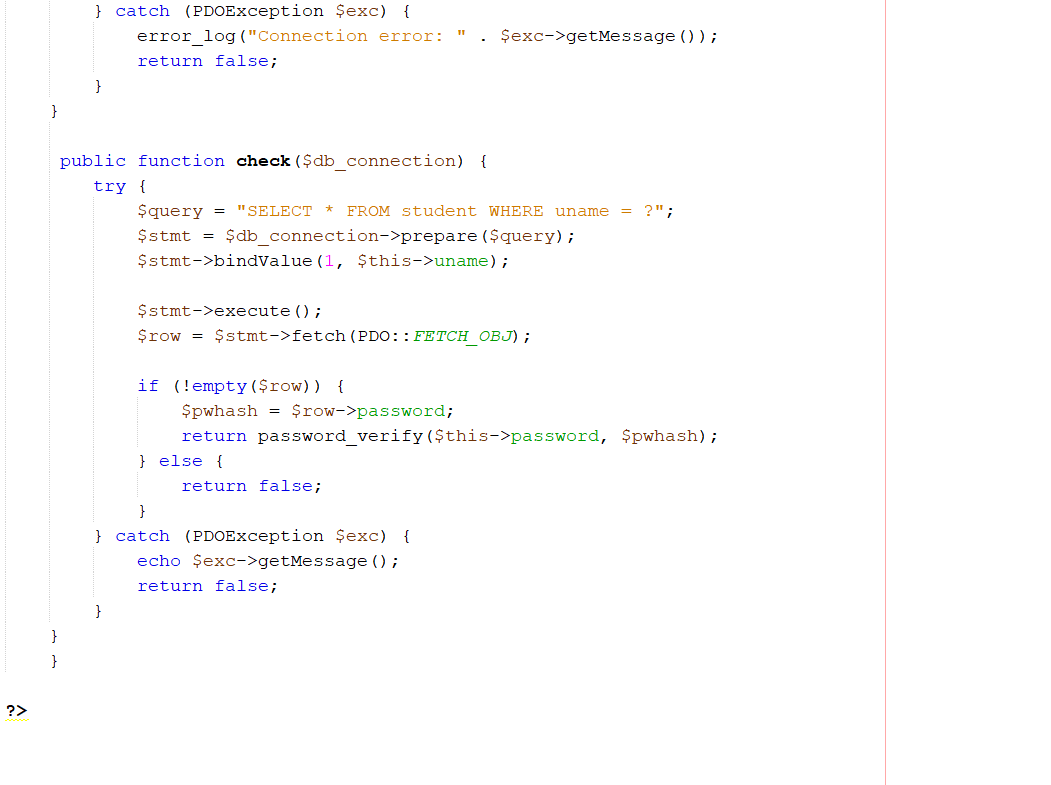 } catch (PDOException $exc) {
error_log("Connection error: " . $exc->getMessage());
return false;
}
}
public function check($db_connection) {
try {
$query = "SELECT * FROM student WHERE uname = ?";
$stmt = $db_connection->prepare($query);
$stmt->bindValue(1, $this->uname);
$stmt->execute();
$row = $stmt->fetch(PDO::FETCH_OBJ);
if (!empty($row)) {
$pwhash = $row->password;
return password_verify($this->password, $pwhash);
} else {
return false;
}
} catch (PDOException $exc) {
echo $exc->getMessage();
return false;
}
}
}
?>